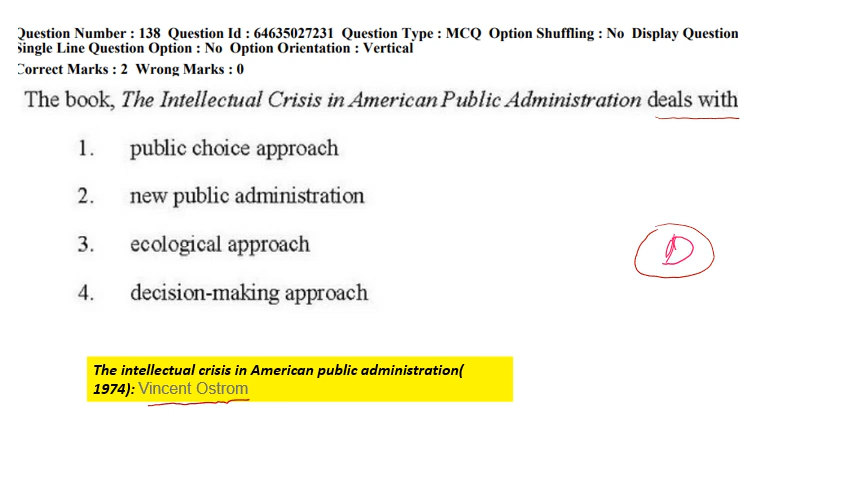 Question Number : 138 Question Id : 64635027231 Question Type : MCQ Option Shuffling : No Display Question
Single Line Question Option : No Option Orientation : Vertical
Correct Marks : 2 Wrong Marks : 0
The book, The Intellectual Crisis in American Public Administration deals with
1. public choice approach
2. new public administration
3. ecological approach
4. decision-making approach
D
The intellectual crisis in American public administration(
1974): Vincent Ostrom